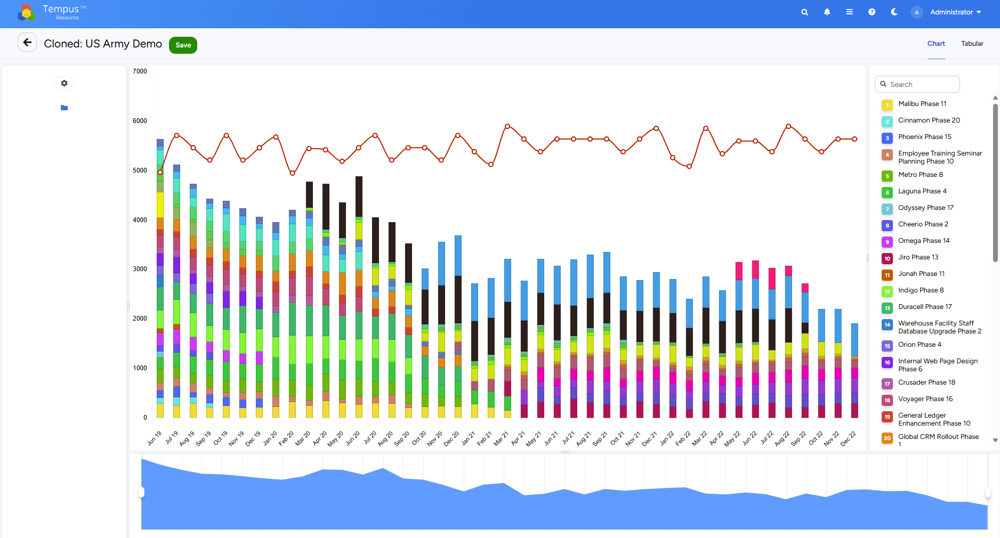 Tempus™
Resource
A
Administrator
Cloned: US Army Demo
Save
Chart
Tabular
7000
6000
5000
4000
3000
2000
1000
0
Jun 19
Jul 19
Aug 19
Sep 19
Oct 19
Nov 19
Dec 19
Jan 20
Feb 20
Mar 20
Apr 20
May 20
Jun 20
Jul 20
Aug 20
Sep 20
Oct 20
Nov 20
Dec 20
Jan 21
Feb 21
Mar 21
Apr 21
May 21
Jun 21
Jul 21
Aug 21
Sep 21
Oct 21
Nov 21
Dec 21
Jan 22
Feb 22
Mar 22
Apr 22
May 22
Jun 22
Jul 22
Aug 22
Sep 22
Oct 22
Nov 22
Dec 22
Search
1 Malibu Phase 11
2 Cinnamon Phase 20
3 Phoenix Phase 15
4 Employee Training Seminar
Planning Phase 10
5 Metro Phase 8
6 Laguna Phase 4
7 Odyssey Phase 17
8 Cheerio Phase 2
9 Omega Phase 14
10 Jiro Phase 13
11 Jonah Phase 11
12 Indigo Phase 8
13 Duracell Phase 17
14 Warehouse Facility Staff
Database Upgrade Phase 2
15 Orion Phase 4
16 Internal Web Page Design
Phase 6
17 Crusader Phase 18
18 Voyager Phase 16
19 General Ledger
Enhancement Phase 10
20 Global CRM Rollout Phase
1